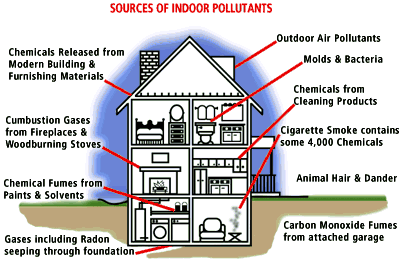 SOURCES OF INDOOR POLLUTANTS
Chemicals Released from
Modern Building &
Furnishing Materials
Cumbustion Gases
from Fireplaces &
Woodburning Stoves
Chemical Fumes from
Paints & Solvents
Gases including Radon
seeping through foundation
Outdoor Air Pollutants
Molds & Bacteria
Chemicals from
Cleaning Products
Cigarette Smoke contains
some 4,000 Chemicals
Animal Hair & Dander
Carbon Monoxide Fumes
from attached garage